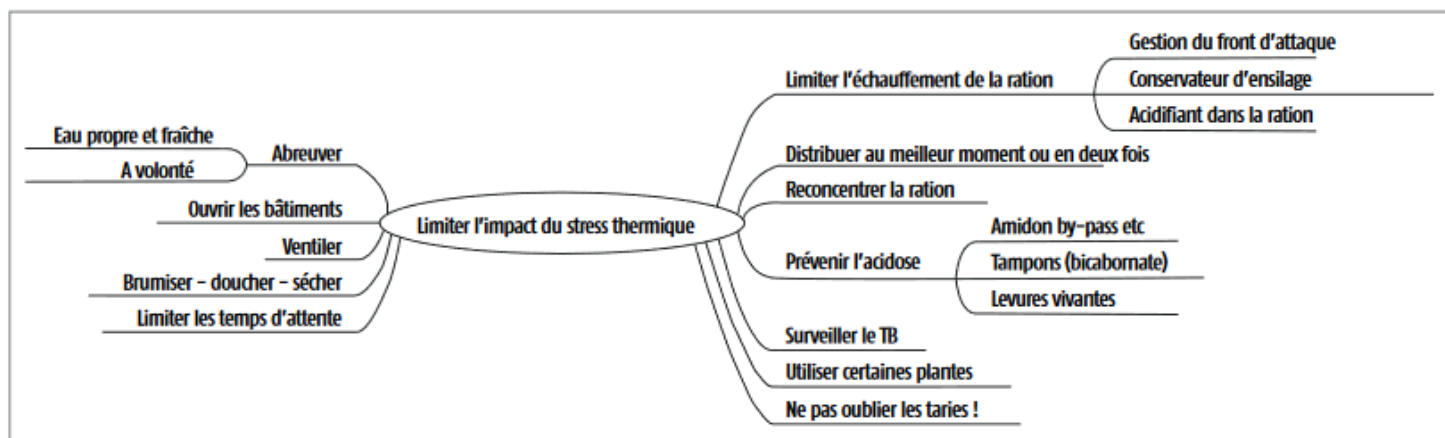 Limiter l'impact du stress thermique
Abreuver
Eau propre et fraîche
A volonté
Ouvrir les bâtiments
Ventiler
Brumiser – doucher – sécher
Limiter les temps d'attente
Limiter l'échauffement de la ration
Gestion du front d'attaque
Conservateur d'ensilage
Acidifiant dans la ration
Distribuer au meilleur moment ou en deux fois
Reconcentrer la ration
Prévenir l'acidose
Amidon by-pass etc
Tampons (bicabornate)
Levures vivantes
Surveiller le TB
Utiliser certaines plantes
Ne pas oublier les taries !